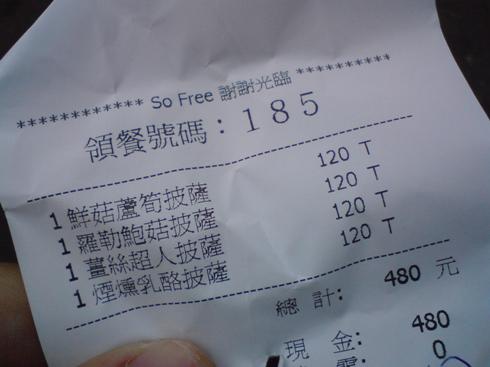 ************ So Free 謝謝光臨 **********
領餐號碼：１８５
1 鮮菇蘆筍披薩 120 T
1 羅勒鮑菇披薩 120 T
1 薑絲超人披薩 120 T
1 煙燻乳酪披薩 120 T
總 計： 480 元
現 金： 480
0